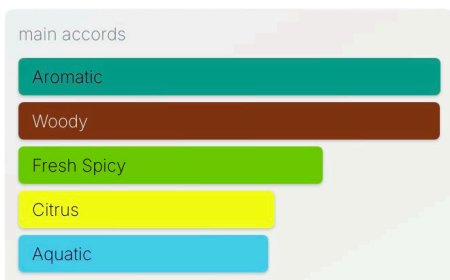 main accords
Aromatic
Woody
Fresh Spicy
Citrus
Aquatic